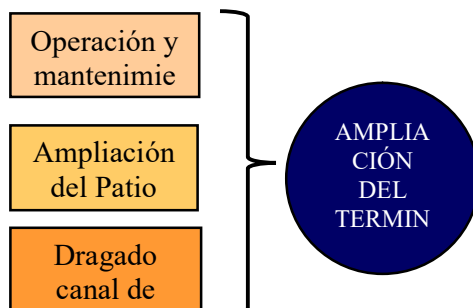 Operación y
mantenimie
Ampliación
del Patio
Dragado
canal de
AMPLIA
CIÓN
DEL
TERMIN